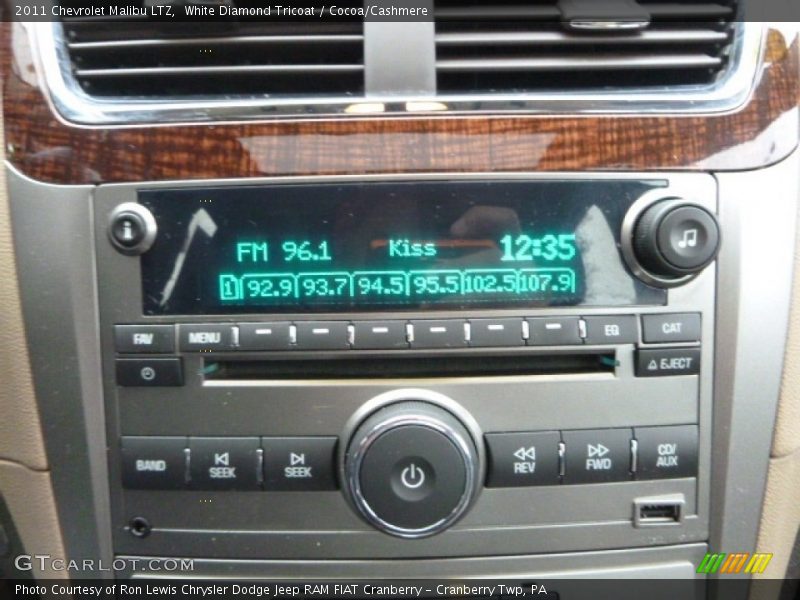 2011 Chevrolet Malibu LTZ, White Diamond Tricoat / Cocoa/Cashmere
FM 96.1 Kiss 12:35
1 92.9 93.7 94.5 95.5 102.5 107.9
FAV MENU EQ CAT
EJECT
BAND SEEK SEEK REV FWD CD/
AUX
GTCARLOT.COM
Photo Courtesy of Ron Lewis Chrysler Dodge Jeep RAM FIAT Cranberry – Cranberry Twp, PA